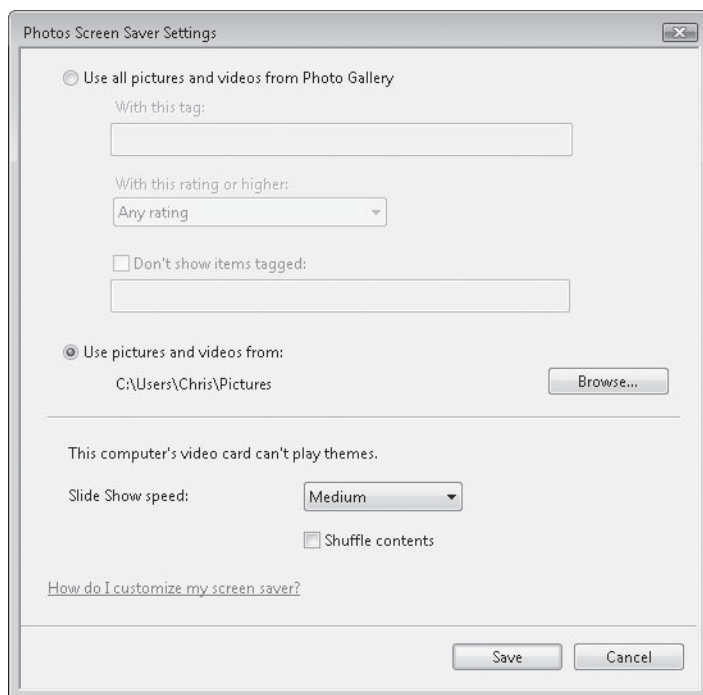 Photos Screen Saver Settings
Use all pictures and videos from Photo Gallery
With this tag:
With this rating or higher:
Any rating
Don't show items tagged:
Use pictures and videos from:
C:\Users\Chris\Pictures
Browse...
This computer's video card can't play themes.
Slide Show speed:
Medium
Shuffle contents
How do I customize my screen saver?
Save
Cancel